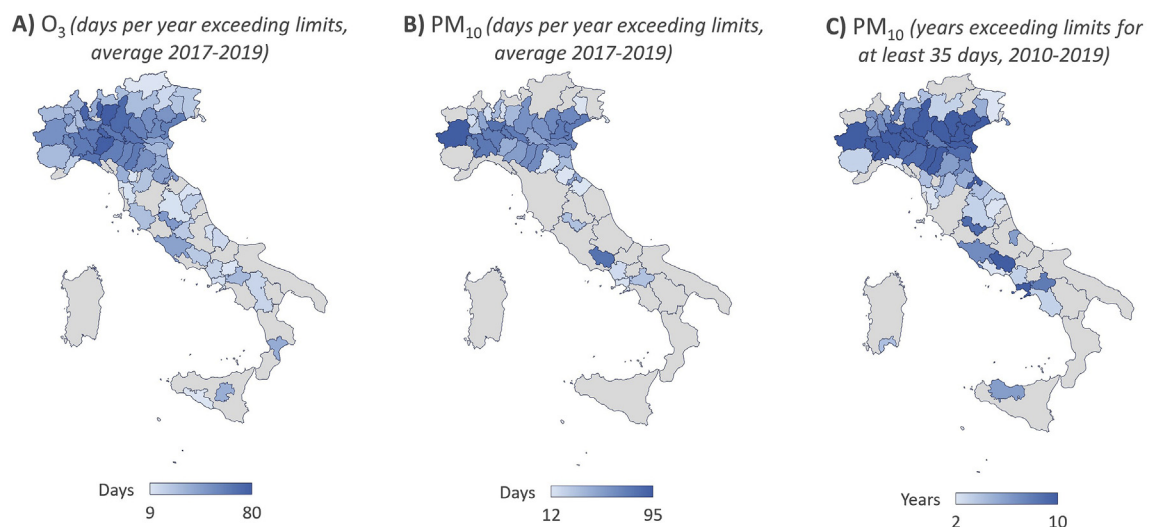 A) O3 (days per year exceeding limits,
average 2017-2019)
B) PM10 (days per year exceeding limits,
average 2017-2019)
C) PM10 (years exceeding limits for
at least 35 days, 2010-2019)
Days
9 80
Days
12 95
Years
2 10